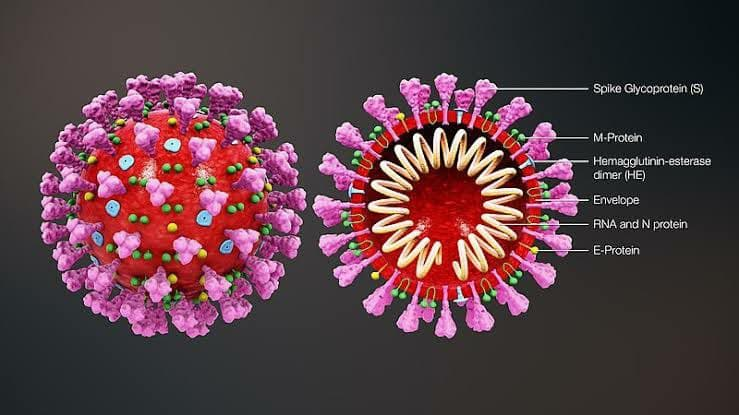 Spike Glycoprotein (S)
M-Protein
Hemagglutinin-esterase
dimer (HE)
Envelope
RNA and N protein
E-Protein